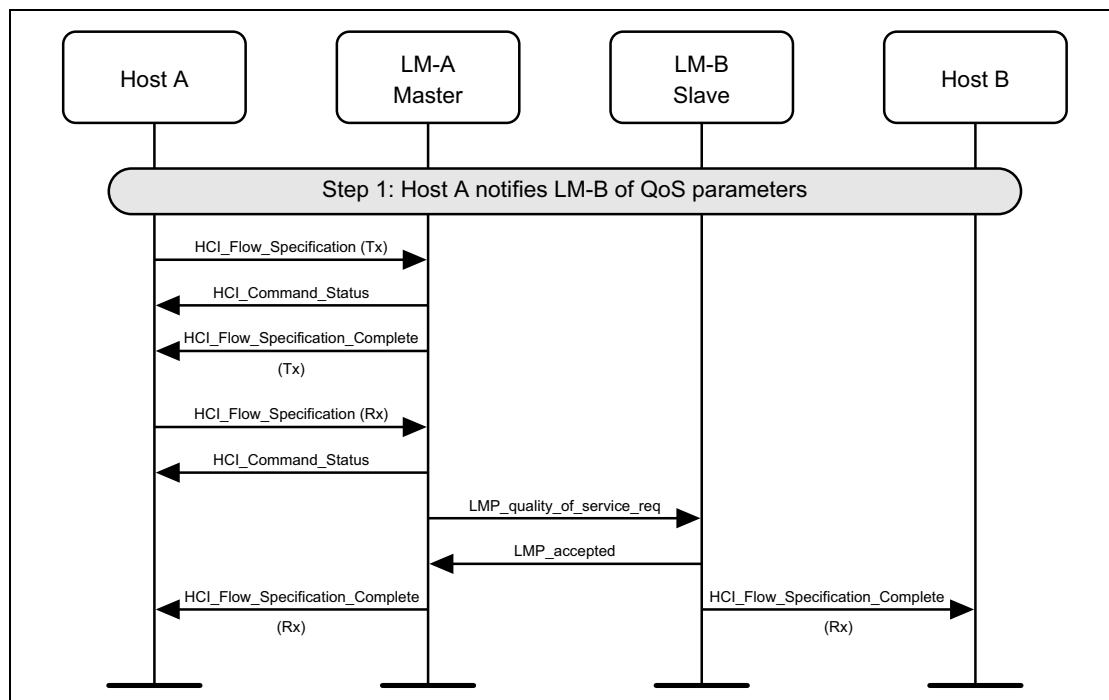 Host A
LM-A
Master
LM-B
Slave
Host B
Step 1: Host A notifies LM-B of QoS parameters
HCI_Flow_Specification (Tx)
HCI_Command_Status
HCI_Flow_Specification_Complete
(Tx)
HCI_Flow_Specification (Rx)
HCI_Command_Status
LMP_quality_of_service_req
LMP_accepted
HCI_Flow_Specification_Complete
(Rx)
HCI_Flow_Specification_Complete
(Rx)